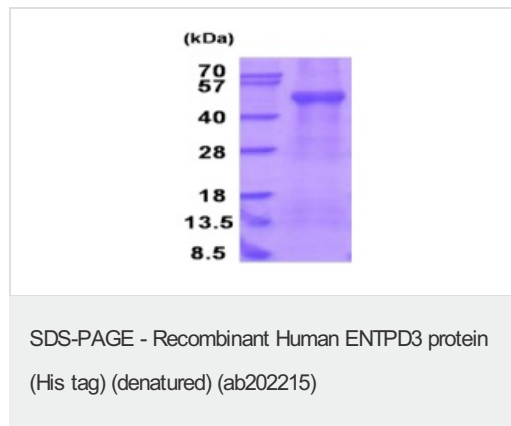 (kDa)
70
57
40
28
18
13.5
8.5
SDS-PAGE - Recombinant Human ENTPD3 protein
(His tag) (denatured) (ab202215)